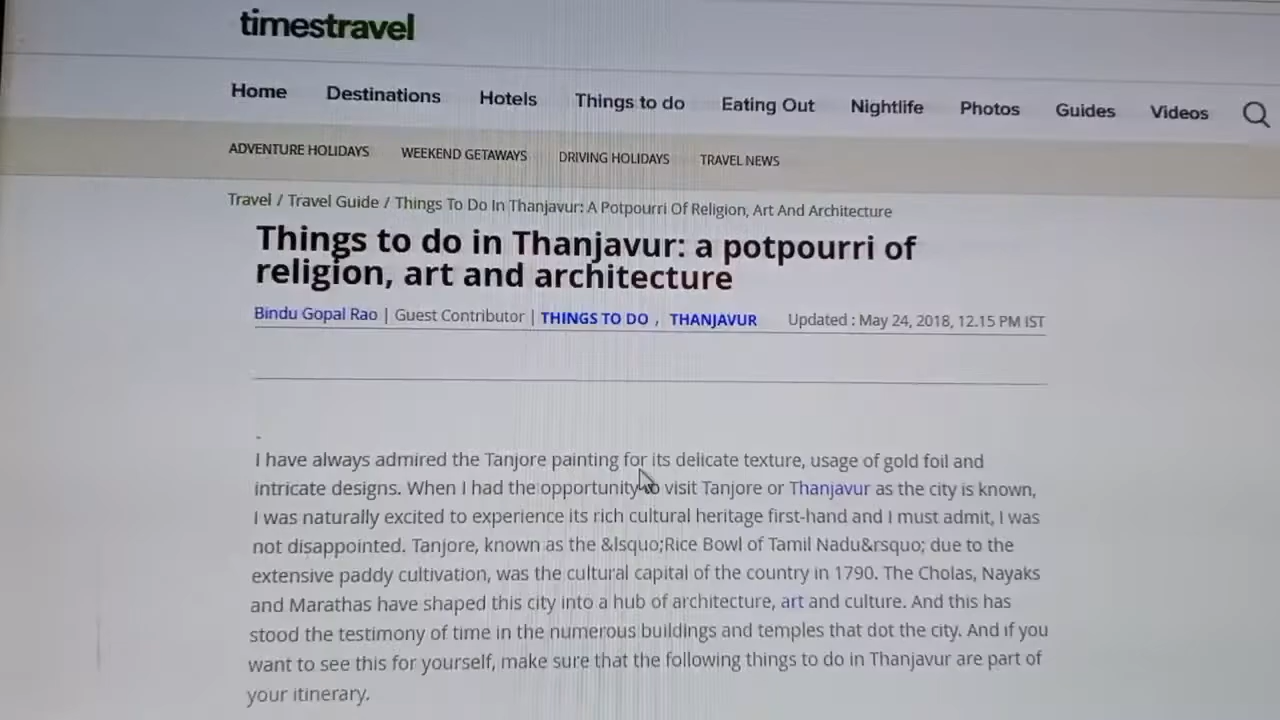 timestravel
Home Destinations Hotels Things to do Eating Out Nightlife Photos Guides Videos
ADVENTURE HOLIDAYS WEEKEND GETAWAYS DRIVING HOLIDAYS TRAVEL NEWS
Travel / Travel Guide / Things To Do In Thanjavur: A Potpourri Of Religion, Art And Architecture
Things to do in Thanjavur: a potpourri of
religion, art and architecture
Bindu Gopal Rao | Guest Contributor | THINGS TO DO , THANJAVUR Updated : May 24, 2018, 12.15 PM IST
.
I have always admired the Tanjore painting for its delicate texture, usage of gold foil and
intricate designs. When I had the opportunity to visit Tanjore or Thanjavur as the city is known,
I was naturally excited to experience its rich cultural heritage first-hand and I must admit, I was
not disappointed. Tanjore, known as the &lsquo;Rice Bowl of Tamil Nadu&rsquo; due to the
extensive paddy cultivation, was the cultural capital of the country in 1790. The Cholas, Nayaks
and Marathas have shaped this city into a hub of architecture, art and culture. And this has
stood the testimony of time in the numerous buildings and temples that dot the city. And if you
want to see this for yourself, make sure that the following things to do in Thanjavur are part of
your itinerary.